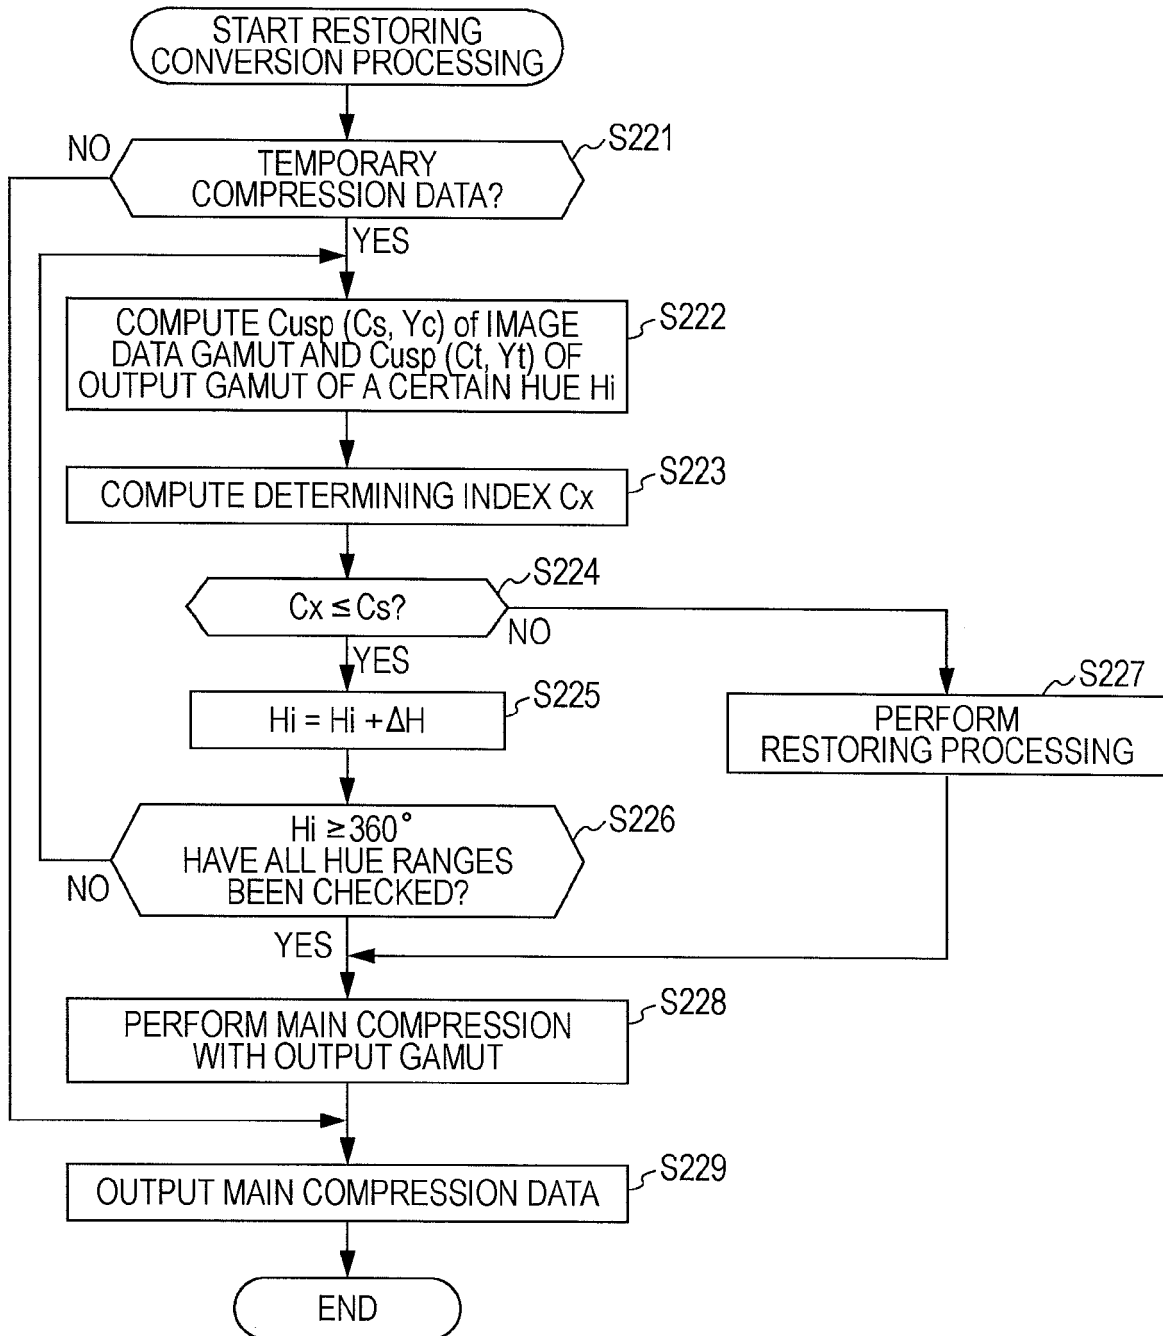 START RESTORING
CONVERSION PROCESSING
NO
S221
TEMPORARY
COMPRESSION DATA?
YES
S222
COMPUTE Cusp (Cs, Yc) of IMAGE
DATA GAMUT AND Cusp (Ct, Yt) OF
OUTPUT GAMUT OF A CERTAIN HUE Hi
S223
COMPUTE DETERMINING INDEX Cx
S224
Cx ≤ Cs?
NO
YES
S225
Hi = Hi + ΔH
S227
PERFORM
RESTORING PROCESSING
S226
Hi ≥ 360°
HAVE ALL HUE RANGES
BEEN CHECKED?
NO
YES
S228
PERFORM MAIN COMPRESSION
WITH OUTPUT GAMUT
S229
OUTPUT MAIN COMPRESSION DATA
END